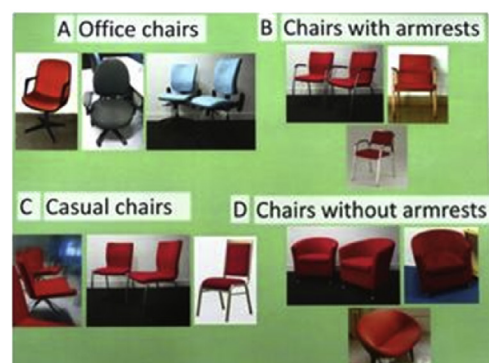 A Office chairs
B Chairs with armrests
C Casual chairs
D Chairs without armrests